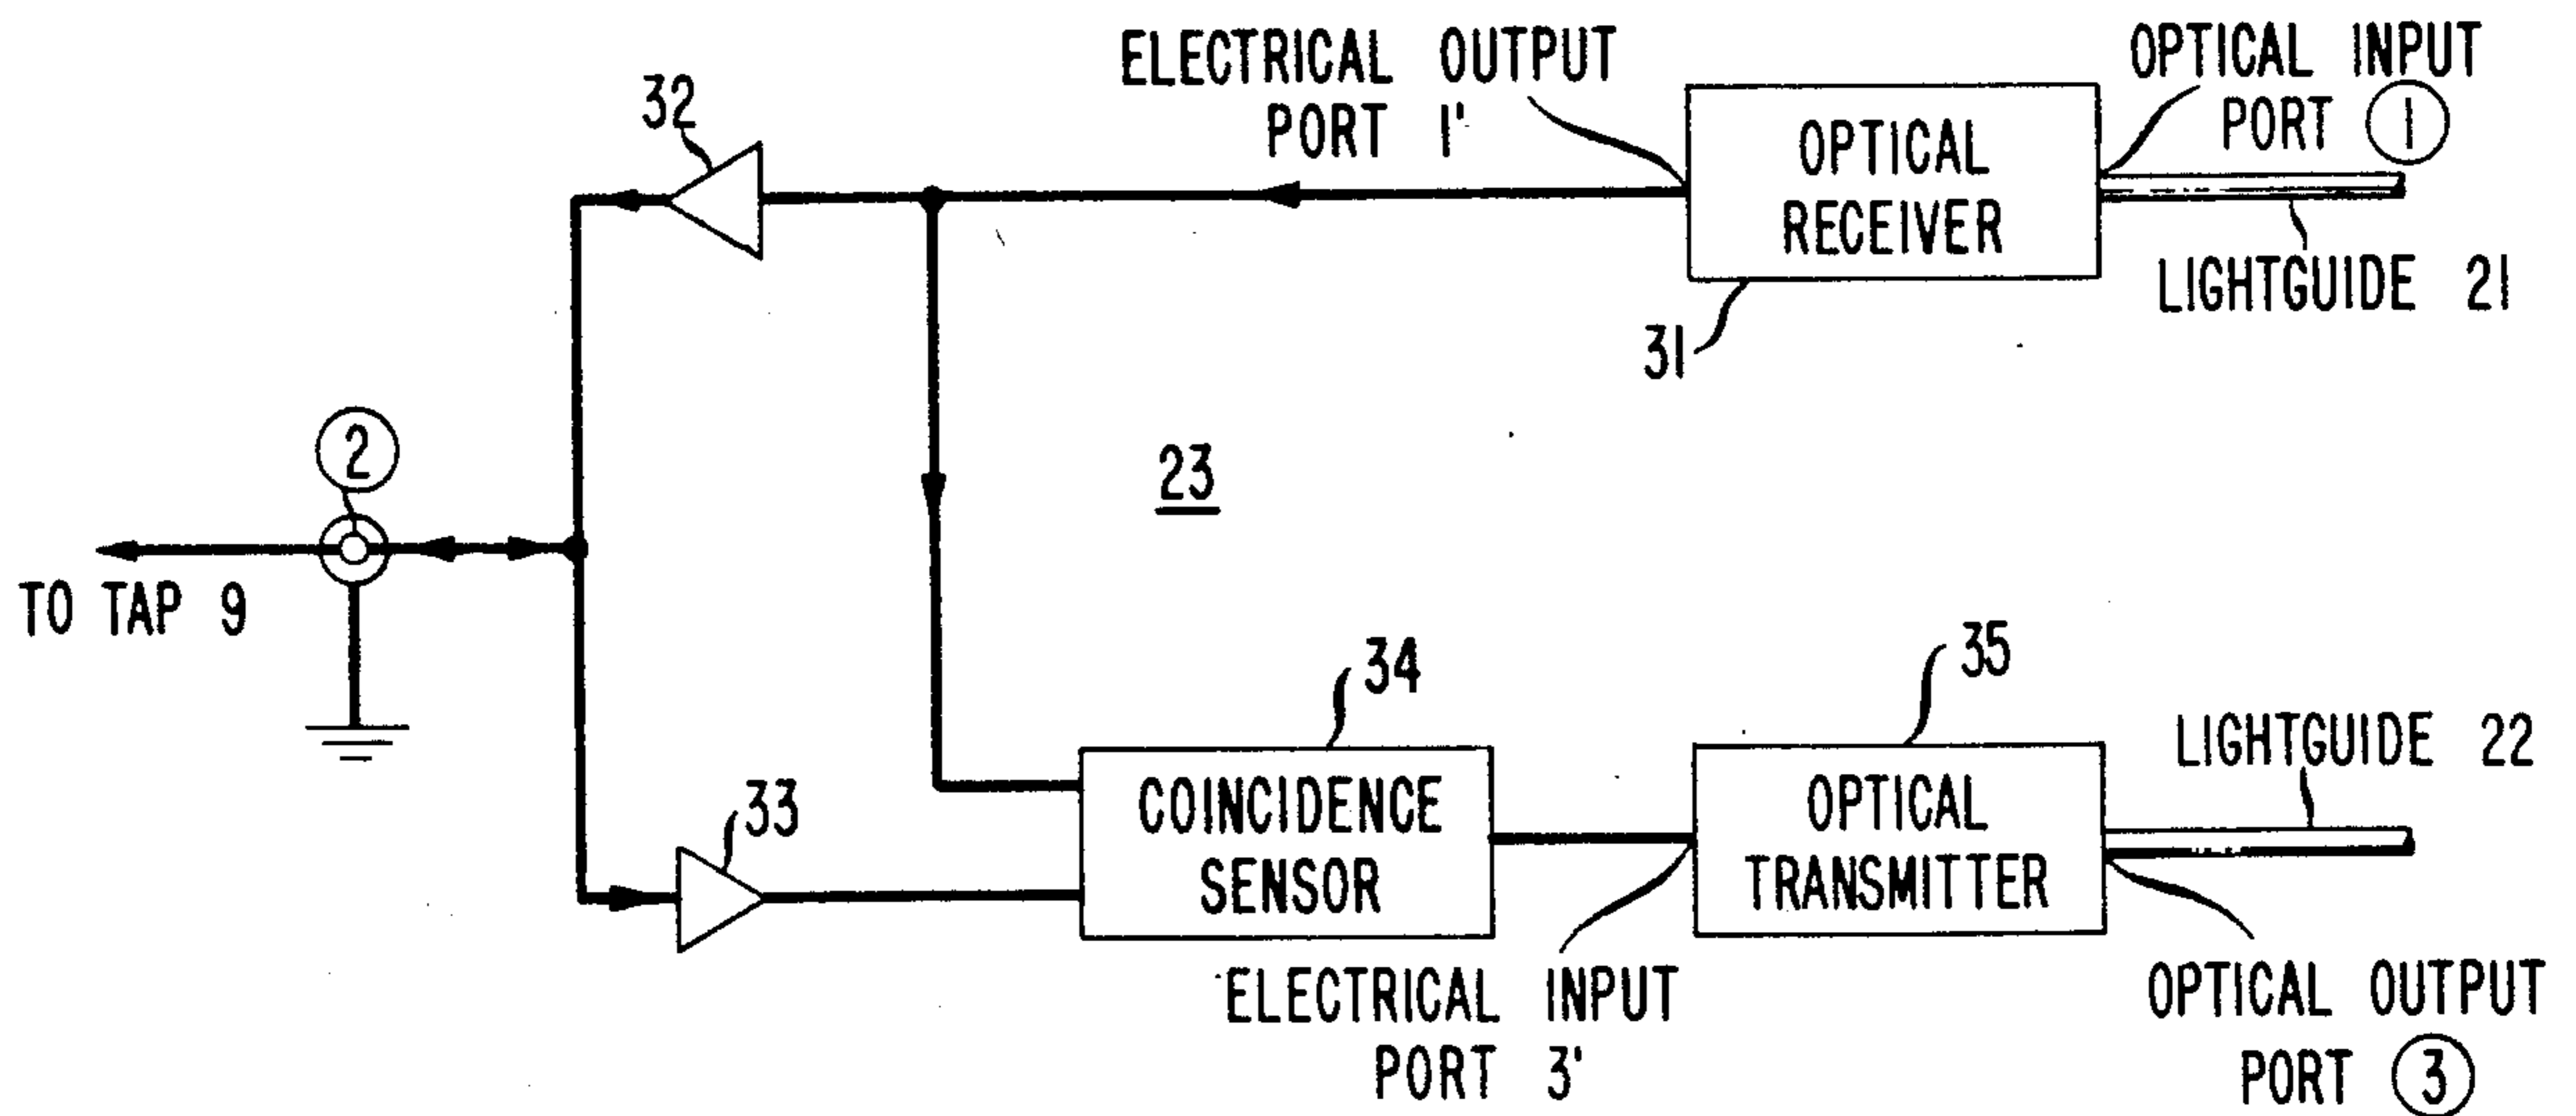 ELECTRICAL OUTPUT
PORT 1'
OPTICAL INPUT
PORT 1
32
OPTICAL
RECEIVER
LIGHTGUIDE 21
31
2
23
TO TAP 9
34
35
LIGHTGUIDE 22
33
COINCIDENCE
SENSOR
OPTICAL
TRANSMITTER
ELECTRICAL INPUT
PORT 3'
OPTICAL OUTPUT
PORT 3